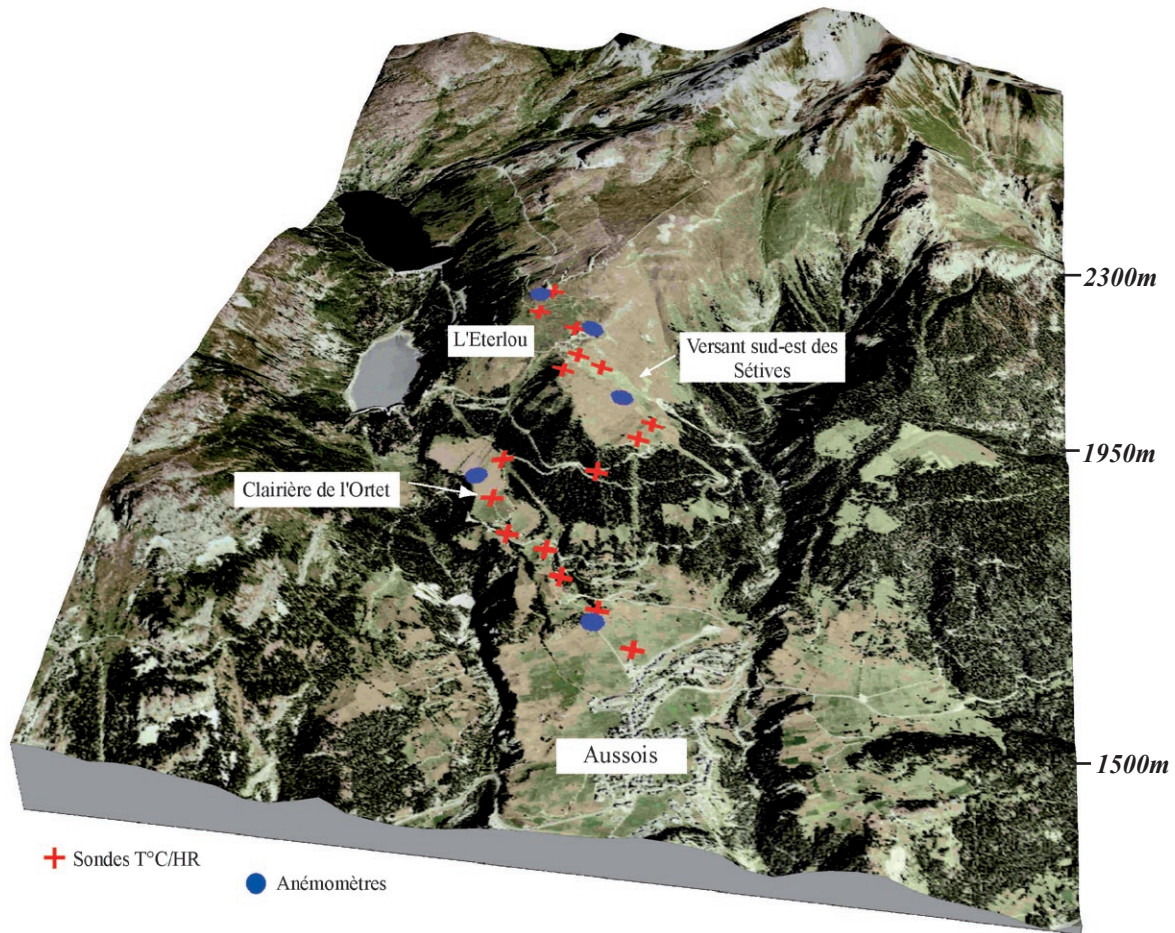 2300m
L'Eterlou
Versant sud-est des
Sétives
1950m
Clairière de l'Ortet
Aussois
1500m
Sondes T°C/HR
Anémomètres